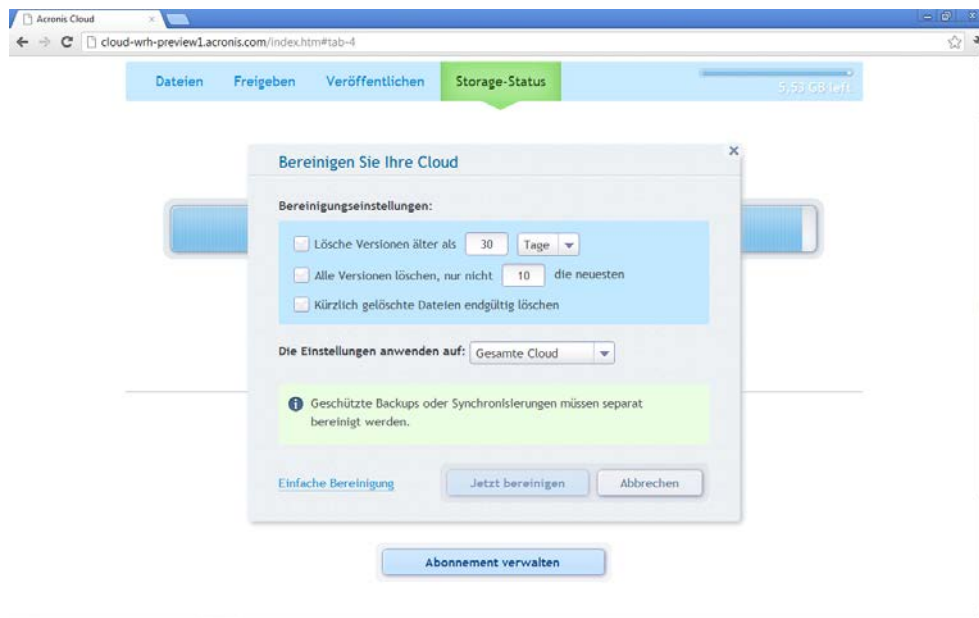 Acronis Cloud
cloud-wrh-preview1.acronis.com/index.htm#tab-4
Dateien Freigeben Veröffentlichen Storage-Status 5,53 GB left
Bereinigen Sie Ihre Cloud
Bereinigungseinstellungen:
Lösche Versionen älter als 30 Tage
Alle Versionen löschen, nur nicht 10 die neuesten
Kürzlich gelöschte Dateien endgültig löschen
Die Einstellungen anwenden auf: Gesamte Cloud
Geschützte Backups oder Synchronisierungen müssen separat
bereinigt werden.
Einfache Bereinigung Jetzt bereinigen Abbrechen
Abonnement verwalten